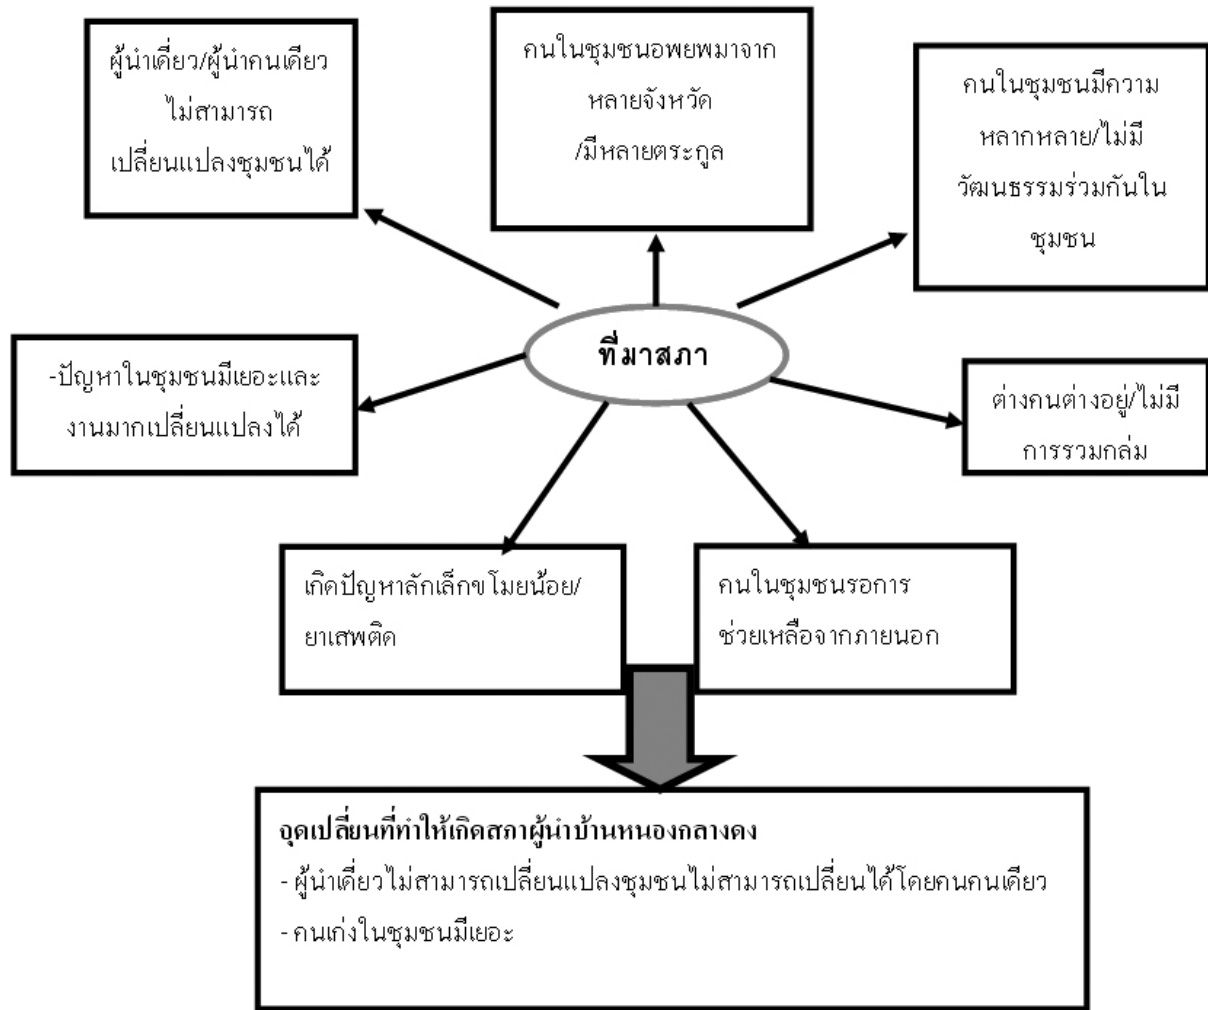 ผู้นำเดี่ยว/ผู้นำคนเดียว
ไม่สามารถ
เปลี่ยนแปลงชุมชนได้
คนในชุมชนอพยพมาจาก
หลายจังหวัด
/มีหลายตระกูล
คนในชุมชนมีความ
หลากหลาย/ไม่มี
วัฒนธรรมร่วมกันใน
ชุมชน
ที่มาสภา
-ปัญหาในชุมชนมีเยอะและ
งานมากเปลี่ยนแปลงได้
ต่างคนต่างอยู่/ไม่มี
การรวมกลุ่ม
เกิดปัญหาลักเล็กขโมยน้อย/
ยาเสพติด
คนในชุมชนรอการ
ช่วยเหลือจากภายนอก
จุดเปลี่ยนที่ทำให้เกิดสภาผู้นำบ้านหนองกลางดง
- ผู้นำเดี่ยวไม่สามารถเปลี่ยนแปลงชุมชนไม่สามารถเปลี่ยนได้โดยคนคนเดียว
- คนเก่งในชุมชนมีเยอะ